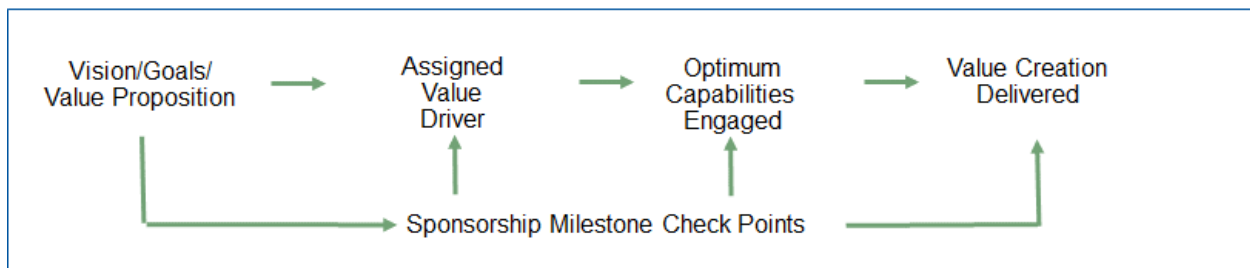 Vision/Goals/
Value Proposition
Assigned
Value
Driver
Optimum
Capabilities
Engaged
Value Creation
Delivered
Sponsorship Milestone Check Points